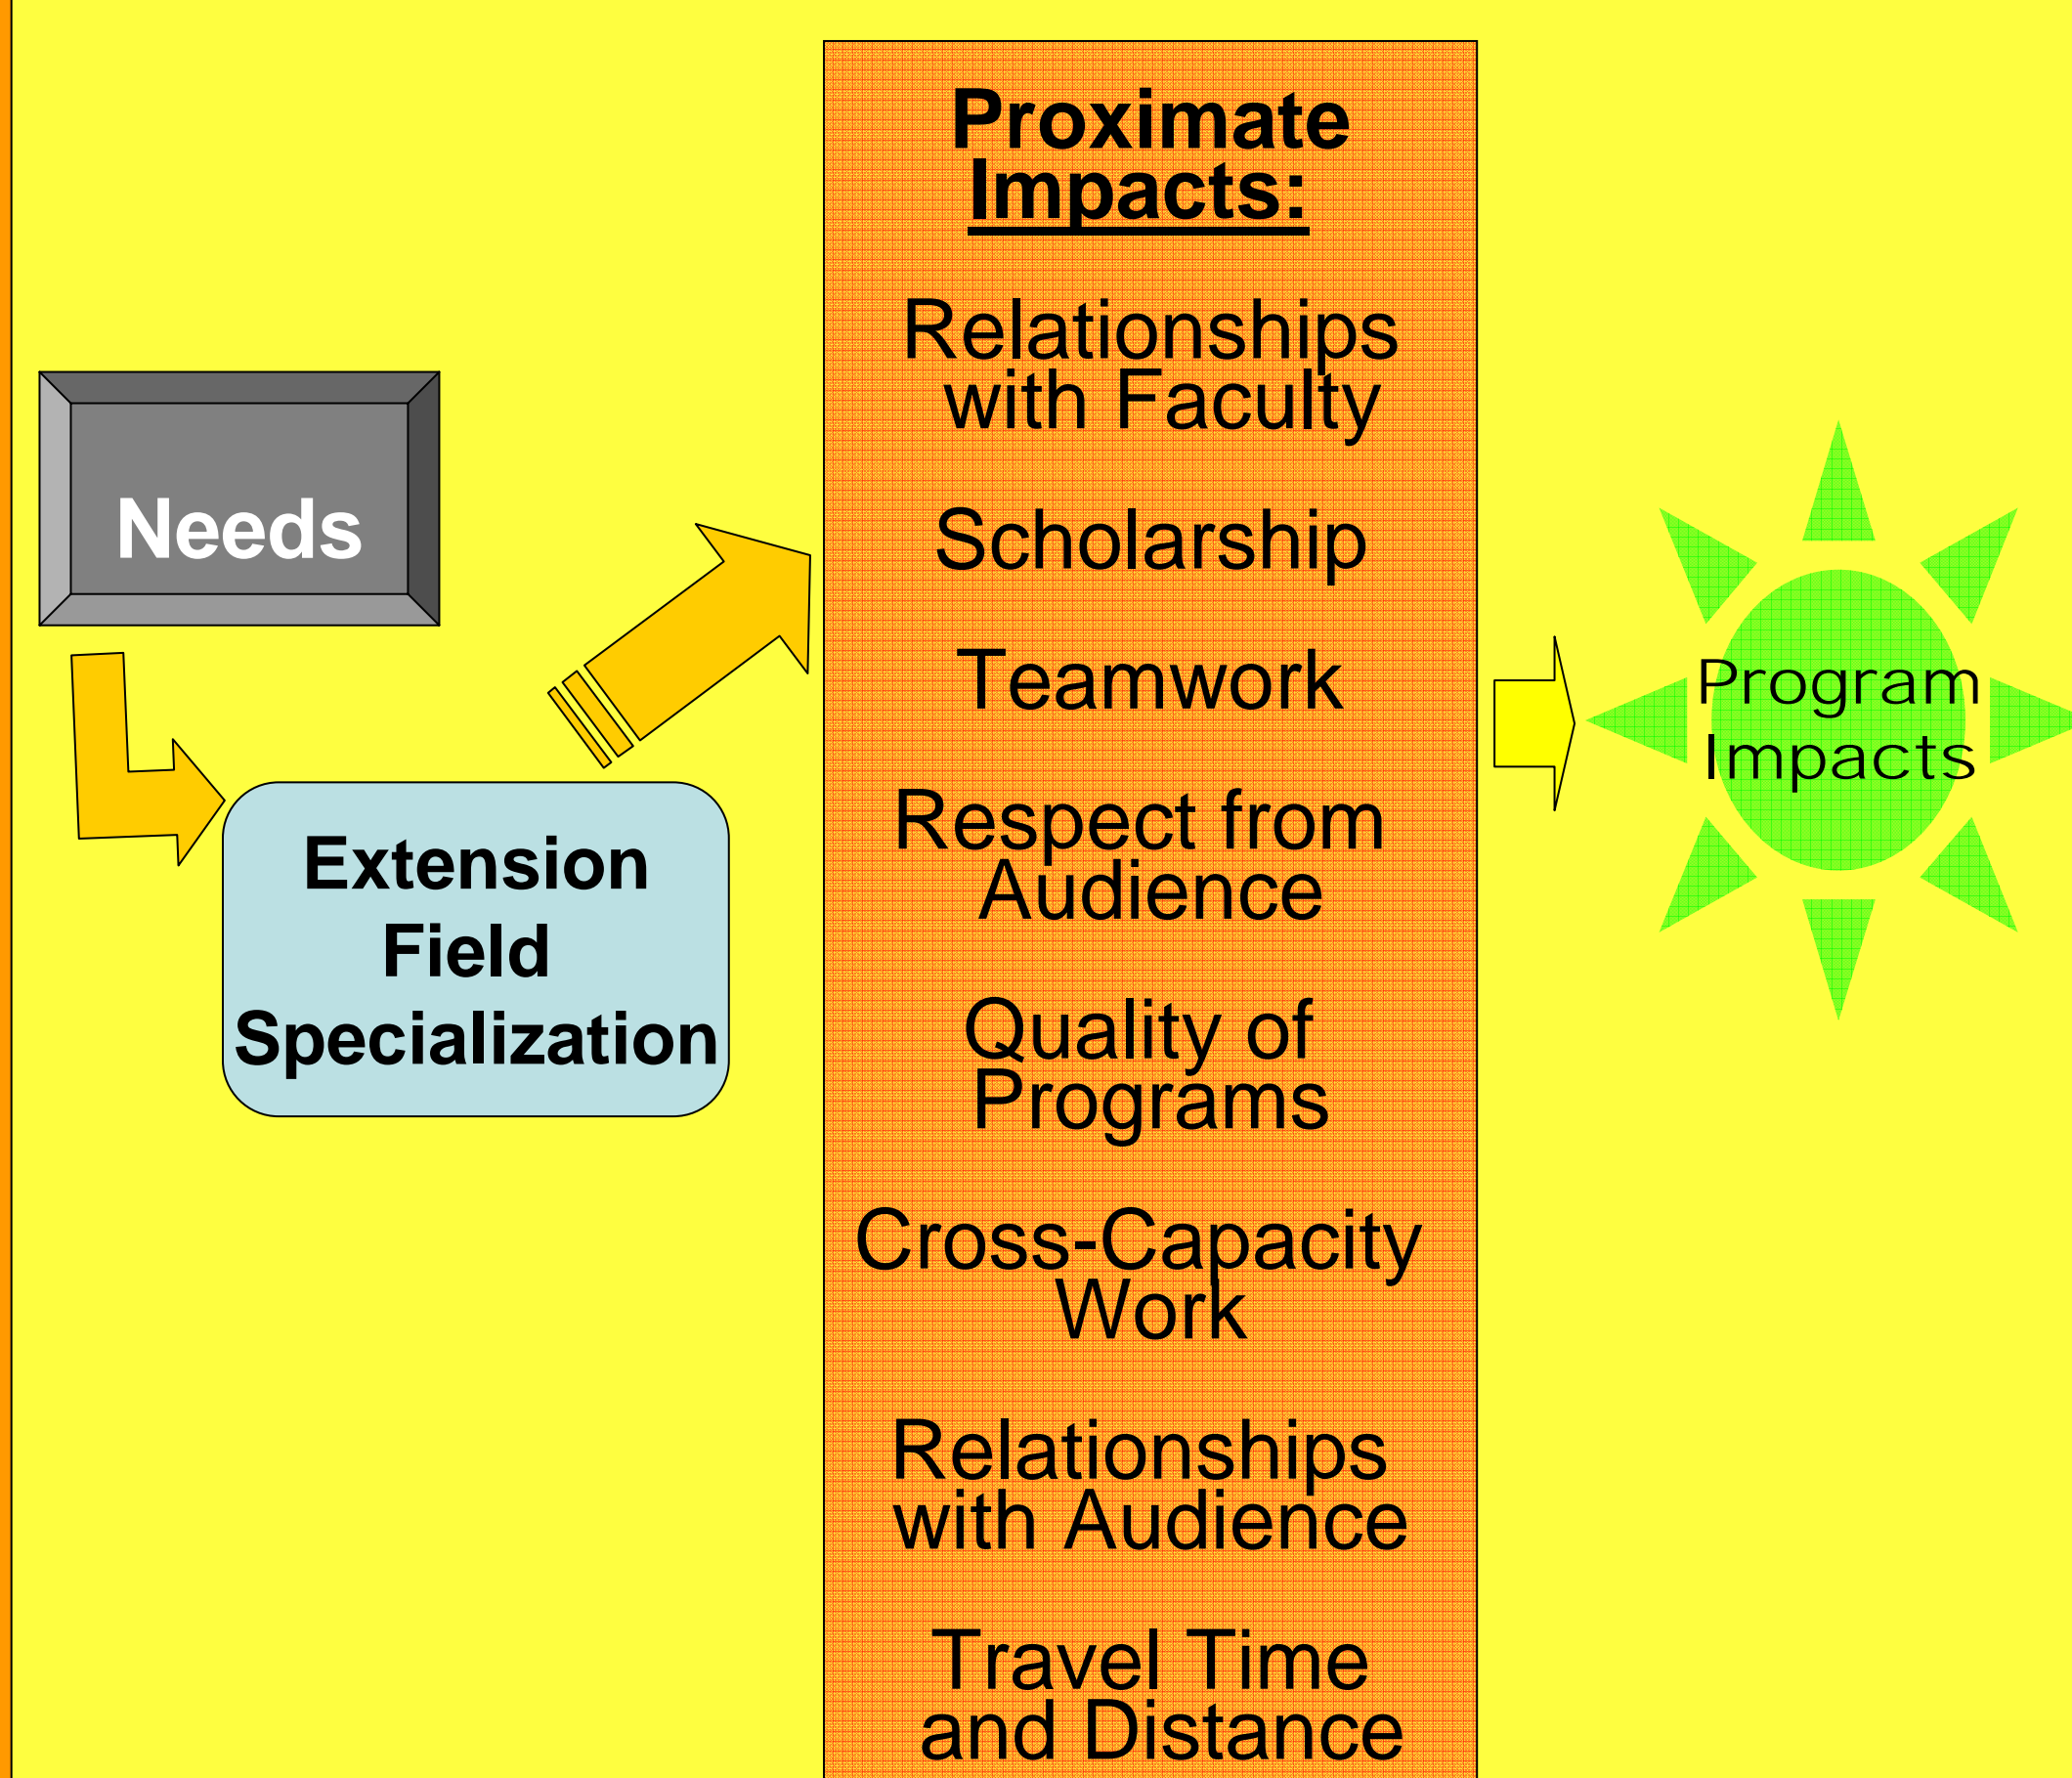 Needs
Extension
Field
Specialization
Proximate
Impacts:
Relationships
with Faculty
Scholarship
Teamwork
Respect from
Audience
Quality of
Programs
Cross-Capacity
Work
Relationships
with Audience
Travel Time
and Distance
Program
Impacts